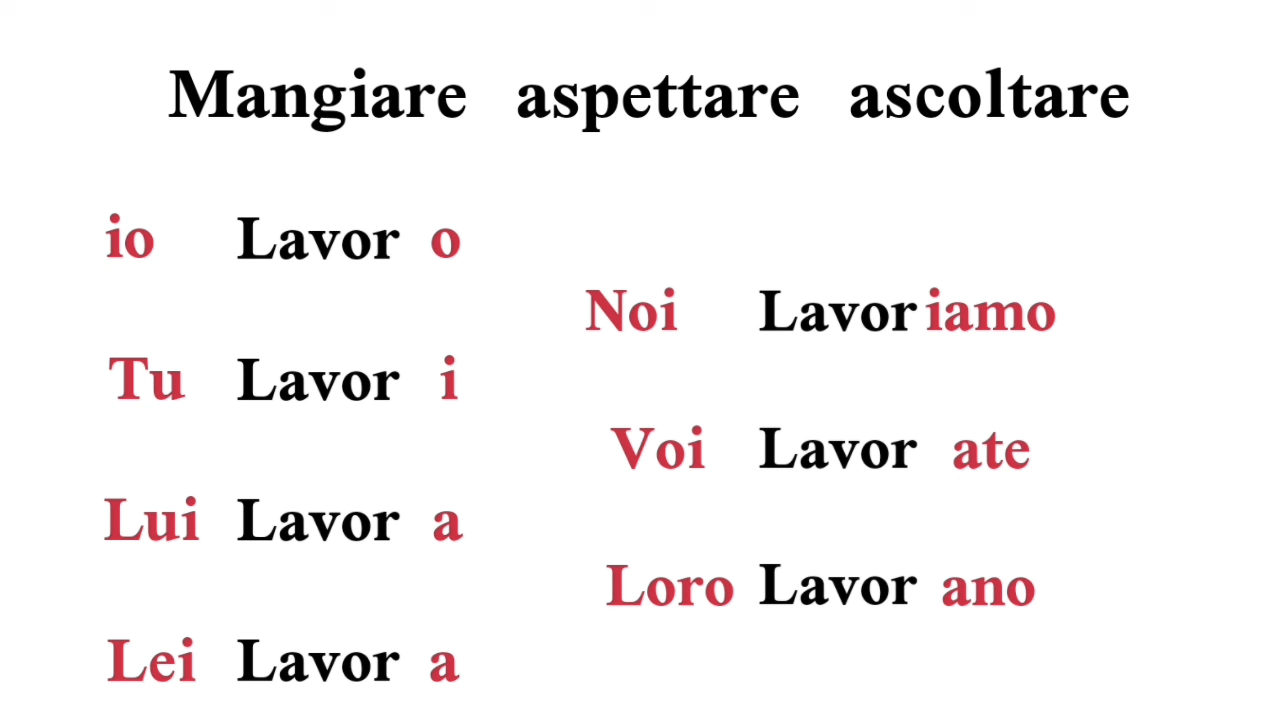 Mangiare aspettare ascoltare
io Lavor o
Tu Lavor i
Lui Lavor a
Lei Lavor a
Noi Lavor iamo
Voi Lavor ate
Loro Lavor ano